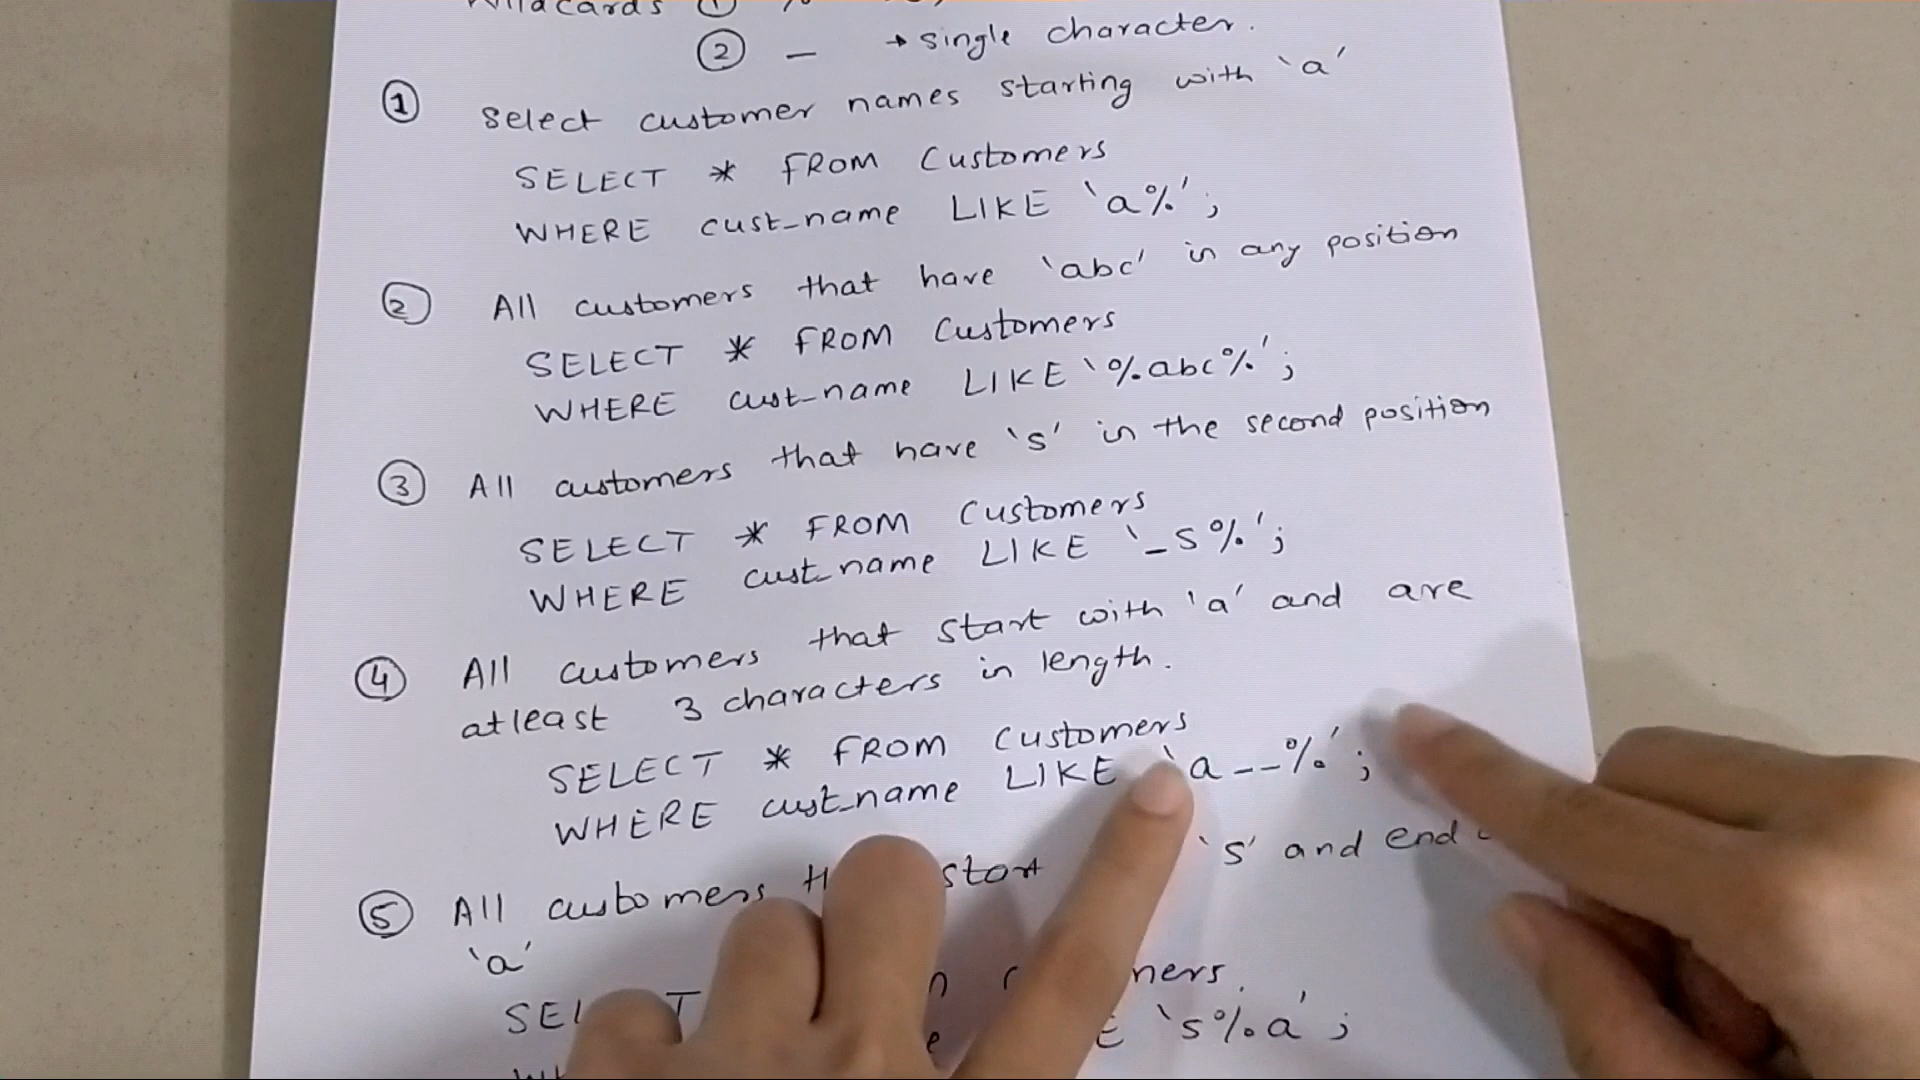 Wildcards ① %
② _ → single character.
① Select customer names starting with 'a'
SELECT * FROM Customers
WHERE cust_name LIKE 'a%';
② All customers that have 'abc' in any position
SELECT * FROM Customers
WHERE cust_name LIKE '%abc%';
③ All customers that have 's' in the second position
SELECT * FROM Customers
WHERE cust_name LIKE '_s%';
④ All customers that start with 'a' and are
atleast 3 characters in length.
SELECT * FROM Customers
WHERE cust_name LIKE 'a__%';
⑤ All customers start 's' and end
'a'
's%a';